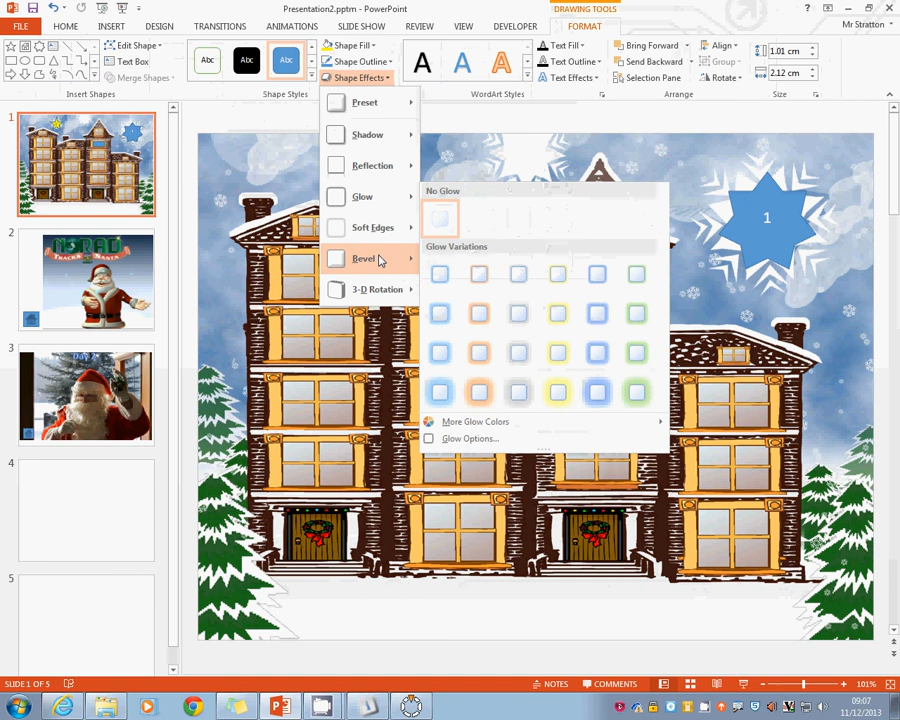 Presentation2.pptm - PowerPoint
DRAWING TOOLS
FILE HOME INSERT DESIGN TRANSITIONS ANIMATIONS SLIDE SHOW REVIEW VIEW DEVELOPER FORMAT Mr Stratton
Edit Shape
Text Box
Merge Shapes
Insert Shapes
Abc Abc Abc
Shape Fill
Shape Outline
Shape Effects
Shape Styles
A A A
Text Fill
Text Outline
Text Effects
WordArt Styles
Bring Forward
Send Backward
Selection Pane
Align
Group
Rotate
Arrange
1.01 cm
2.12 cm
Size
Preset
Shadow
Reflection
Glow
Soft Edges
Bevel
3-D Rotation
No Glow
Glow Variations
More Glow Colors
Glow Options...
1
2
NORAD
TRACKS SANTA
3
4
5
1
SLIDE 1 OF 5
NOTES COMMENTS 101%
09:07
11/12/2013